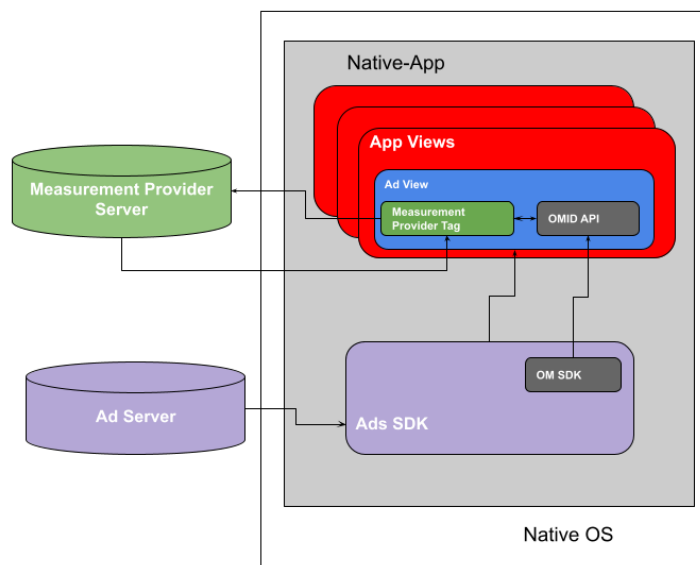 Native-App
App Views
Ad View
Measurement Provider
Server
Measurement
Provider Tag
OMID API
OM SDK
Ad Server
Ads SDK
Native OS